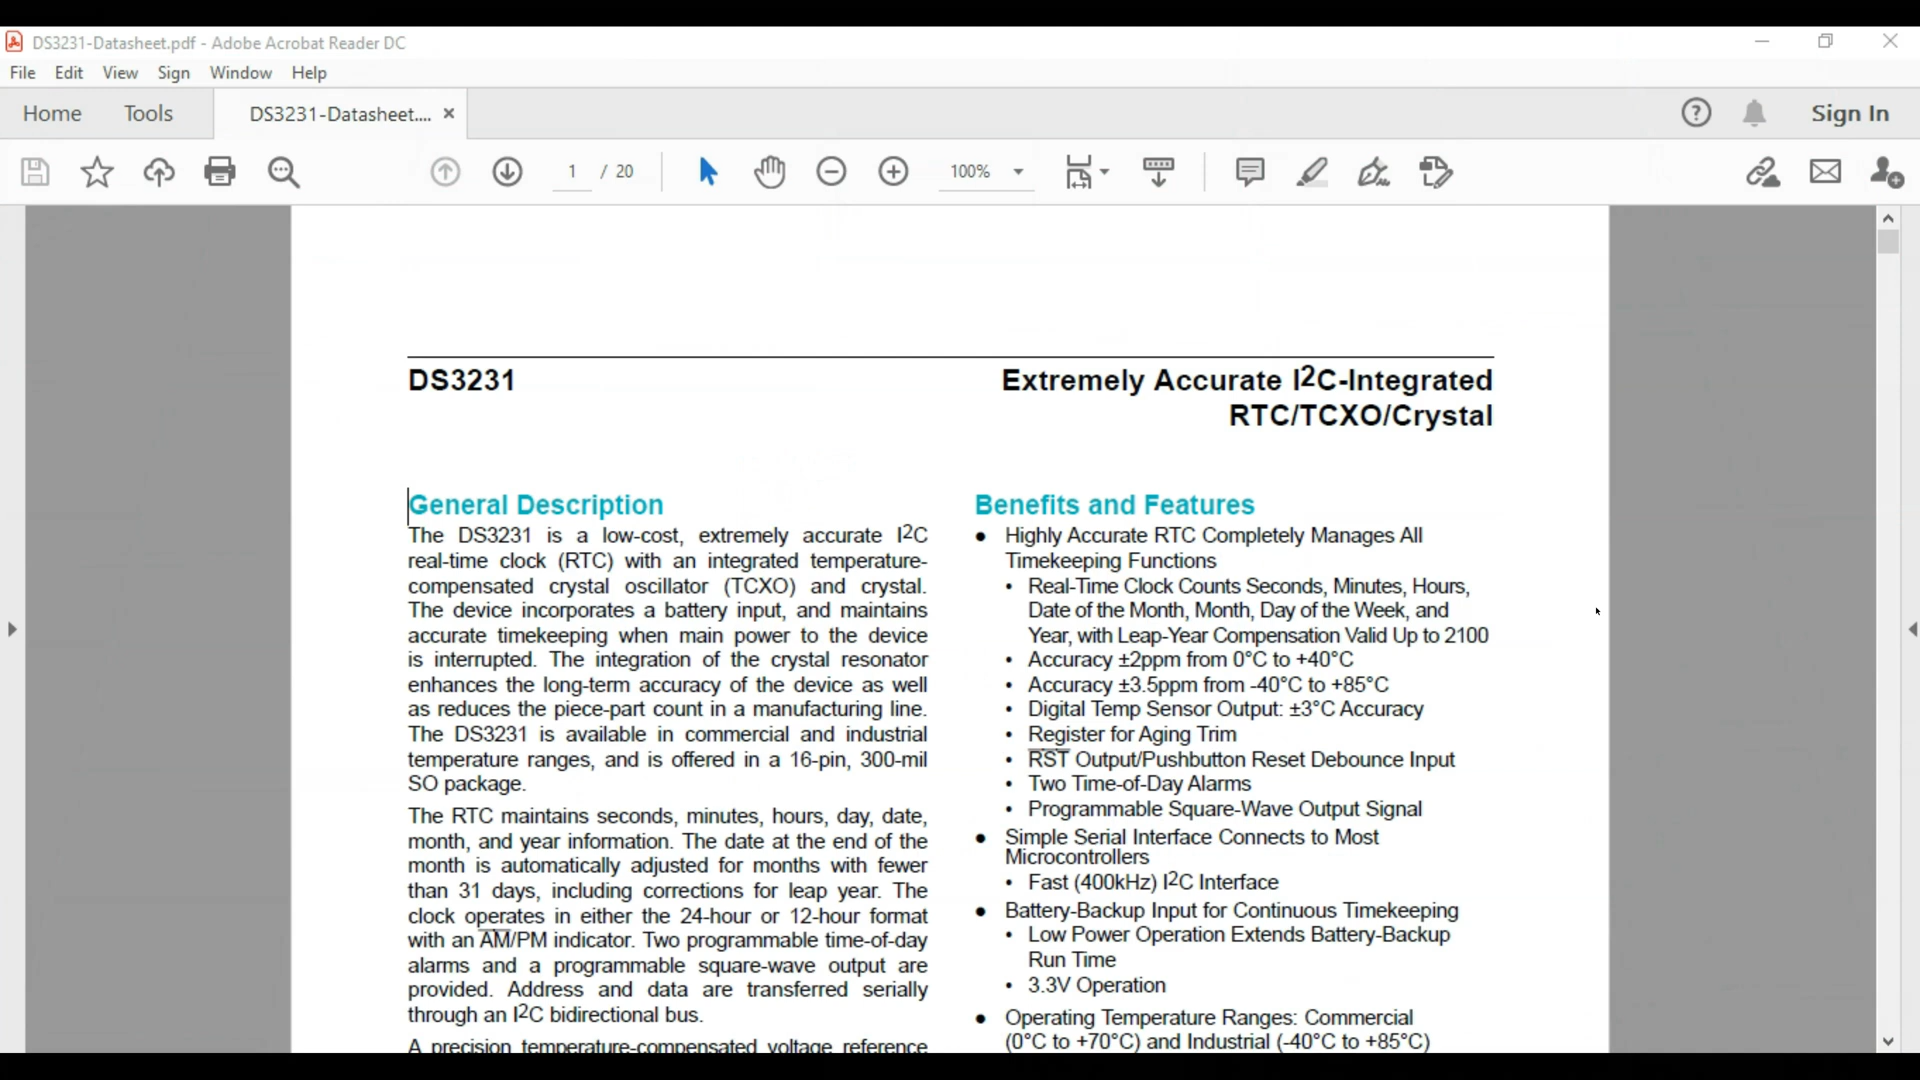 DS3231-Datasheet.pdf - Adobe Acrobat Reader DC
File Edit View Sign Window Help
Home Tools DS3231-Datasheet.... × Sign In
1 / 20 100%
DS3231
Extremely Accurate I2C-Integrated
RTC/TCXO/Crystal
General Description
The DS3231 is a low-cost, extremely accurate I2C
real-time clock (RTC) with an integrated temperature-
compensated crystal oscillator (TCXO) and crystal.
The device incorporates a battery input, and maintains
accurate timekeeping when main power to the device
is interrupted. The integration of the crystal resonator
enhances the long-term accuracy of the device as well
as reduces the piece-part count in a manufacturing line.
The DS3231 is available in commercial and industrial
temperature ranges, and is offered in a 16-pin, 300-mil
SO package.
The RTC maintains seconds, minutes, hours, day, date,
month, and year information. The date at the end of the
month is automatically adjusted for months with fewer
than 31 days, including corrections for leap year. The
clock operates in either the 24-hour or 12-hour format
with an AM/PM indicator. Two programmable time-of-day
alarms and a programmable square-wave output are
provided. Address and data are transferred serially
through an I2C bidirectional bus.
A precision temperature-compensated voltage reference
Benefits and Features
● Highly Accurate RTC Completely Manages All
Timekeeping Functions
• Real-Time Clock Counts Seconds, Minutes, Hours,
Date of the Month, Month, Day of the Week, and
Year, with Leap-Year Compensation Valid Up to 2100
• Accuracy ±2ppm from 0°C to +40°C
• Accuracy ±3.5ppm from -40°C to +85°C
• Digital Temp Sensor Output: ±3°C Accuracy
• Register for Aging Trim
• RST Output/Pushbutton Reset Debounce Input
• Two Time-of-Day Alarms
• Programmable Square-Wave Output Signal
● Simple Serial Interface Connects to Most
Microcontrollers
• Fast (400kHz) I2C Interface
● Battery-Backup Input for Continuous Timekeeping
• Low Power Operation Extends Battery-Backup
Run Time
• 3.3V Operation
● Operating Temperature Ranges: Commercial
(0°C to +70°C) and Industrial (-40°C to +85°C)